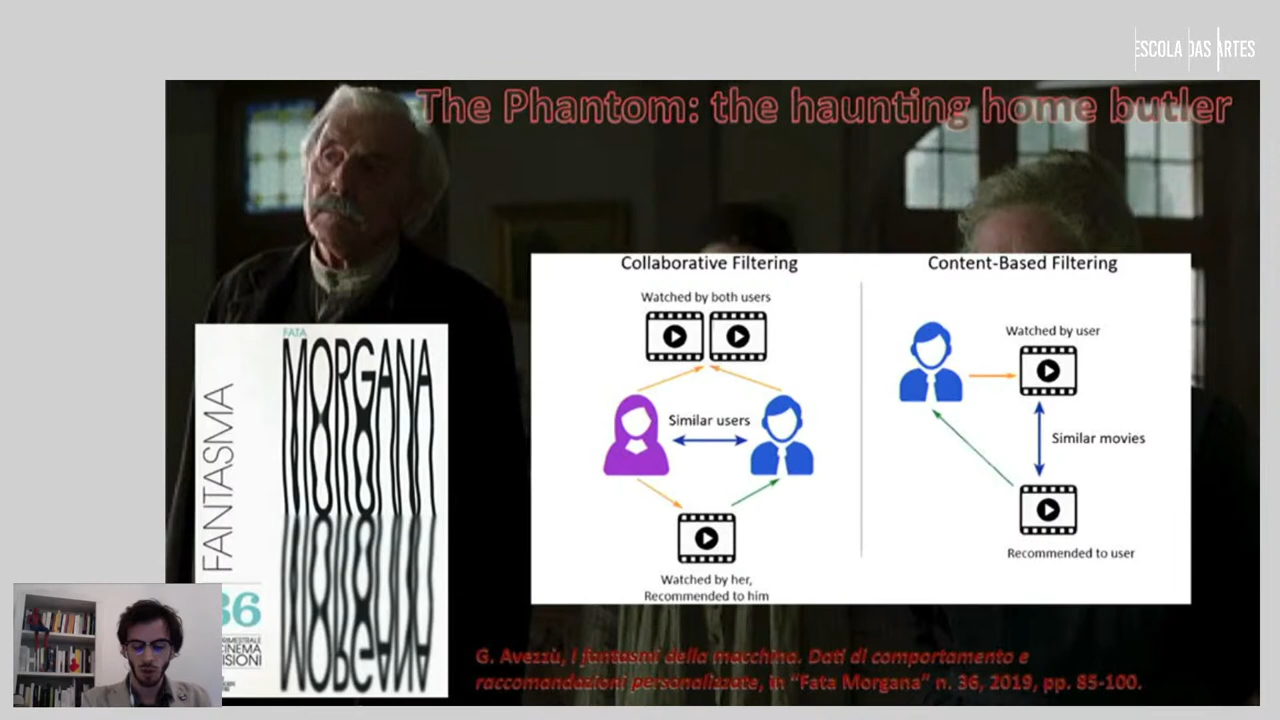 ESCOLA DAS ARTES
The Phantom: the haunting home butler
Collaborative Filtering
Watched by both users
Similar users
Watched by her,
Recommended to him
Content-Based Filtering
Watched by user
Similar movies
Recommended to user
FATA
MORGANA
FANTASMA
36
CINEMA
VISIONI
G. Avezzù, I fantasmi della macchina. Dati di comportamento e
raccomandazioni personalizzate, in “Fata Morgana” n. 36, 2019, pp. 85-100.